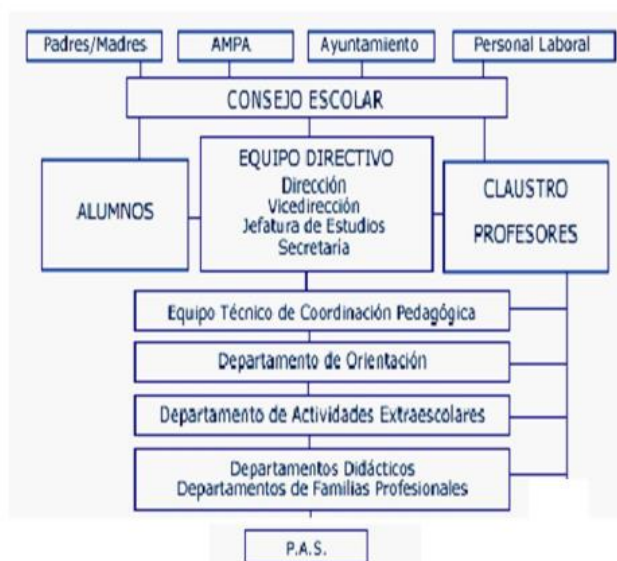 Padres/Madres
AMPA
Ayuntamiento
Personal Laboral
CONSEJO ESCOLAR
ALUMNOS
EQUIPO DIRECTIVO
Dirección
Vicedirección
Jefatura de Estudios
Secretaría
CLAUSTRO
PROFESORES
Equipo Técnico de Coordinación Pedagógica
Departamento de Orientación
Departamento de Actividades Extraescolares
Departamentos Didácticos
Departamentos de Familias Profesionales
P.A.S.